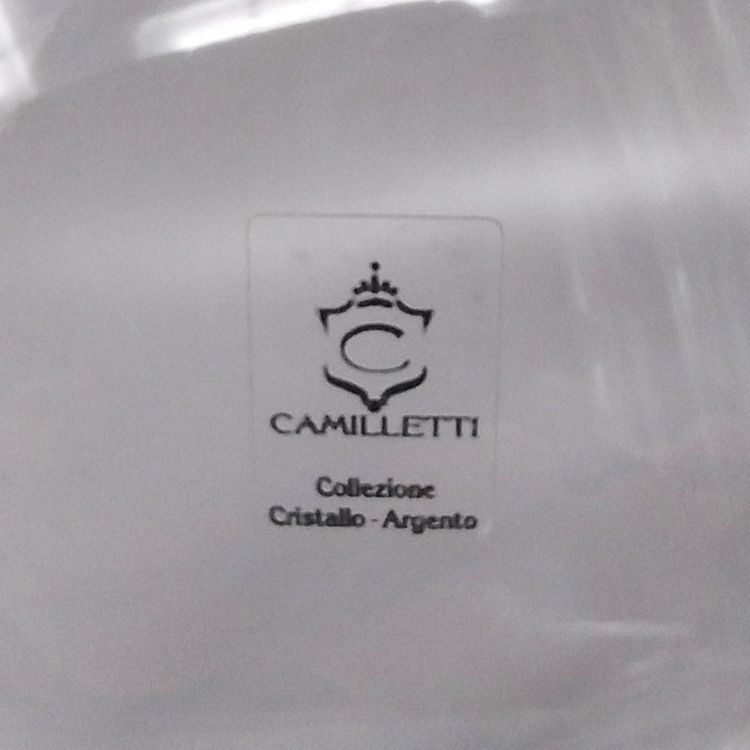 C
CAMILLETTI
Collezione
Cristallo - Argento